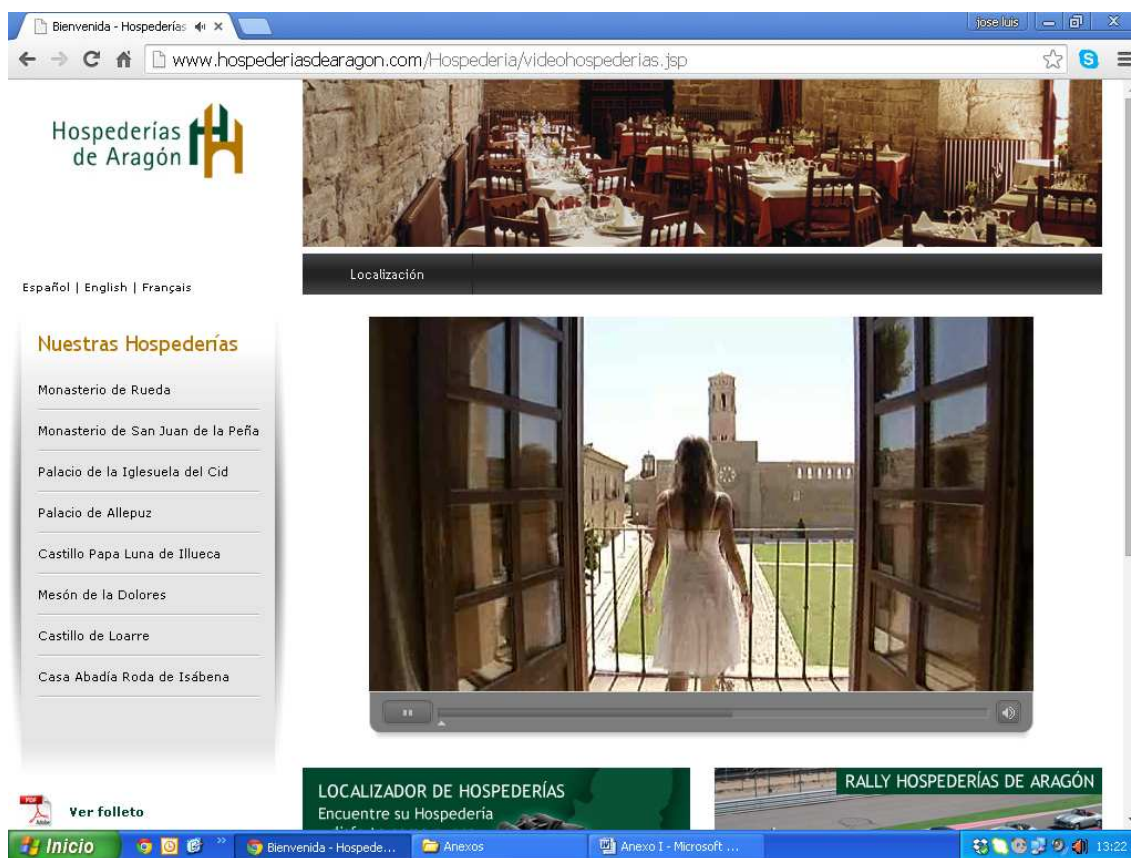 Bienvenida - Hospederías
jose luis
www.hospederiasdearagon.com/Hospederia/videohospederias.jsp
Hospederías
de Aragón
Localización
Español | English | Français
Nuestras Hospederías
Monasterio de Rueda
Monasterio de San Juan de la Peña
Palacio de la Iglesuela del Cid
Palacio de Allepuz
Castillo Papa Luna de Illueca
Mesón de la Dolores
Castillo de Loarre
Casa Abadía Roda de Isábena
PDF
Adobe
Ver folleto
LOCALIZADOR DE HOSPEDERÍAS
Encuentre su Hospedería
RALLY HOSPEDERÍAS DE ARAGÓN
Inicio
Bienvenida - Hospede...
Anexos
Anexo I - Microsoft ...
13:22